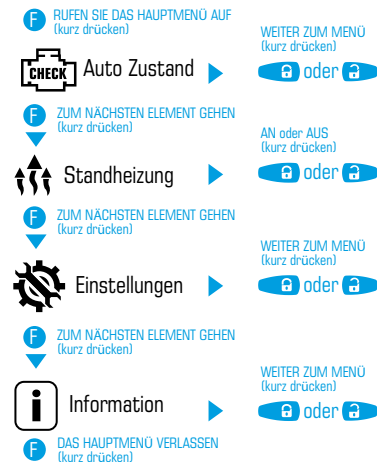 F RUFEN SIE DAS HAUPTMENÜ AUF
(kurz drücken)
WEITER ZUM MENÜ
(kurz drücken)
CHECK Auto Zustand
oder
F ZUM NÄCHSTEN ELEMENT GEHEN
(kurz drücken)
AN oder AUS
(kurz drücken)
Standheizung
oder
F ZUM NÄCHSTEN ELEMENT GEHEN
(kurz drücken)
WEITER ZUM MENÜ
(kurz drücken)
Einstellungen
oder
F ZUM NÄCHSTEN ELEMENT GEHEN
(kurz drücken)
WEITER ZUM MENÜ
(kurz drücken)
i Information
oder
F DAS HAUPTMENÜ VERLASSEN
(kurz drücken)